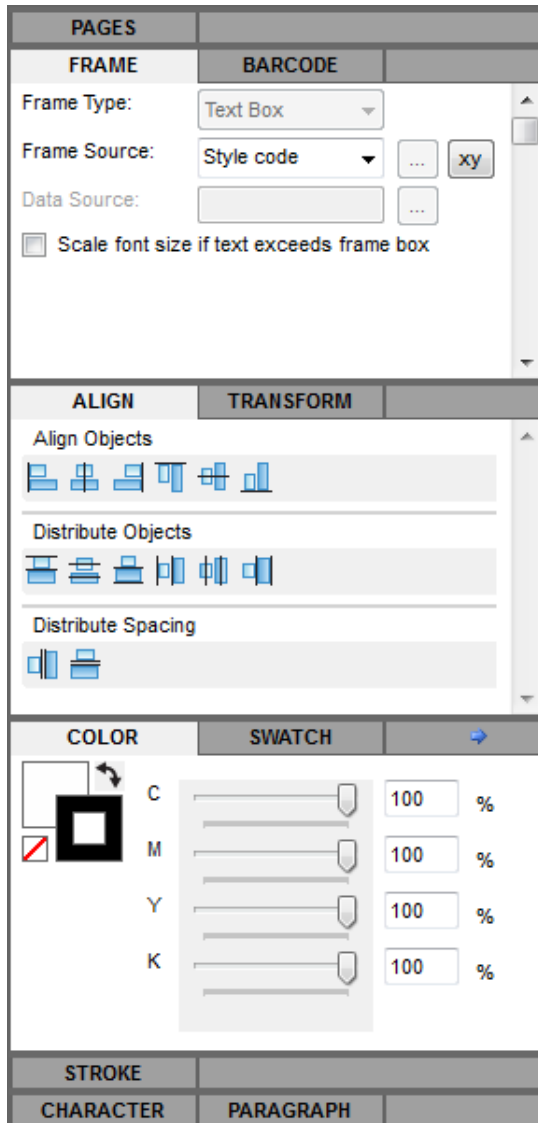 PAGES
FRAME BARCODE
Frame Type: Text Box
Frame Source: Style code ... xy
Data Source: ...
Scale font size if text exceeds frame box
ALIGN TRANSFORM
Align Objects
Distribute Objects
Distribute Spacing
COLOR SWATCH
C 100 %
M 100 %
Y 100 %
K 100 %
STROKE
CHARACTER PARAGRAPH